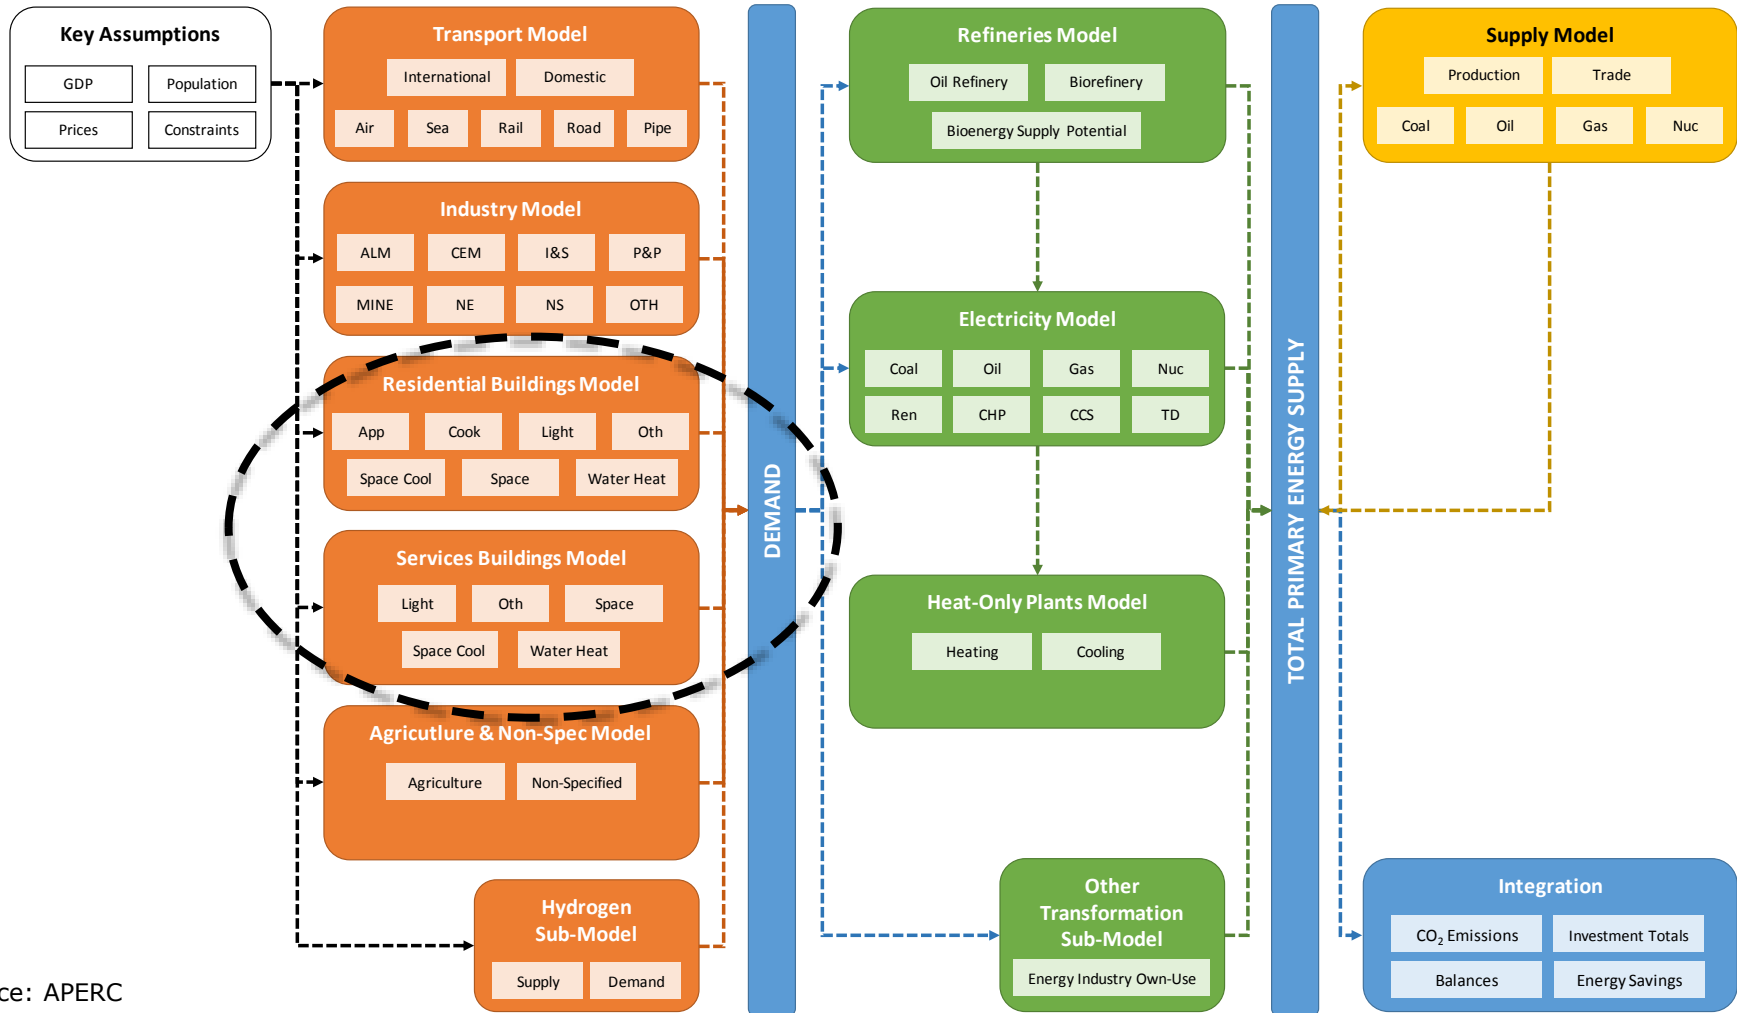 Key Assumptions
GDP
Population
Prices
Constraints
Transport Model
International
Domestic
Air
Sea
Rail
Road
Pipe
Industry Model
ALM
CEM
I&S
P&P
MINE
NE
NS
OTH
Residential Buildings Model
App
Cook
Light
Oth
Space Cool
Space
Water Heat
Services Buildings Model
Light
Oth
Space
Space Cool
Water Heat
Agricutlure & Non-Spec Model
Agriculture
Non-Specified
Hydrogen
Sub-Model
Supply
Demand
DEMAND
Refineries Model
Oil Refinery
Biorefinery
Bioenergy Supply Potential
Electricity Model
Coal
Oil
Gas
Nuc
Ren
CHP
CCS
TD
Heat-Only Plants Model
Heating
Cooling
Other
Transformation
Sub-Model
Energy Industry Own-Use
TOTAL PRIMARY ENERGY SUPPLY
Supply Model
Production
Trade
Coal
Oil
Gas
Nuc
Integration
CO₂ Emissions
Investment Totals
Balances
Energy Savings
ce: APERC